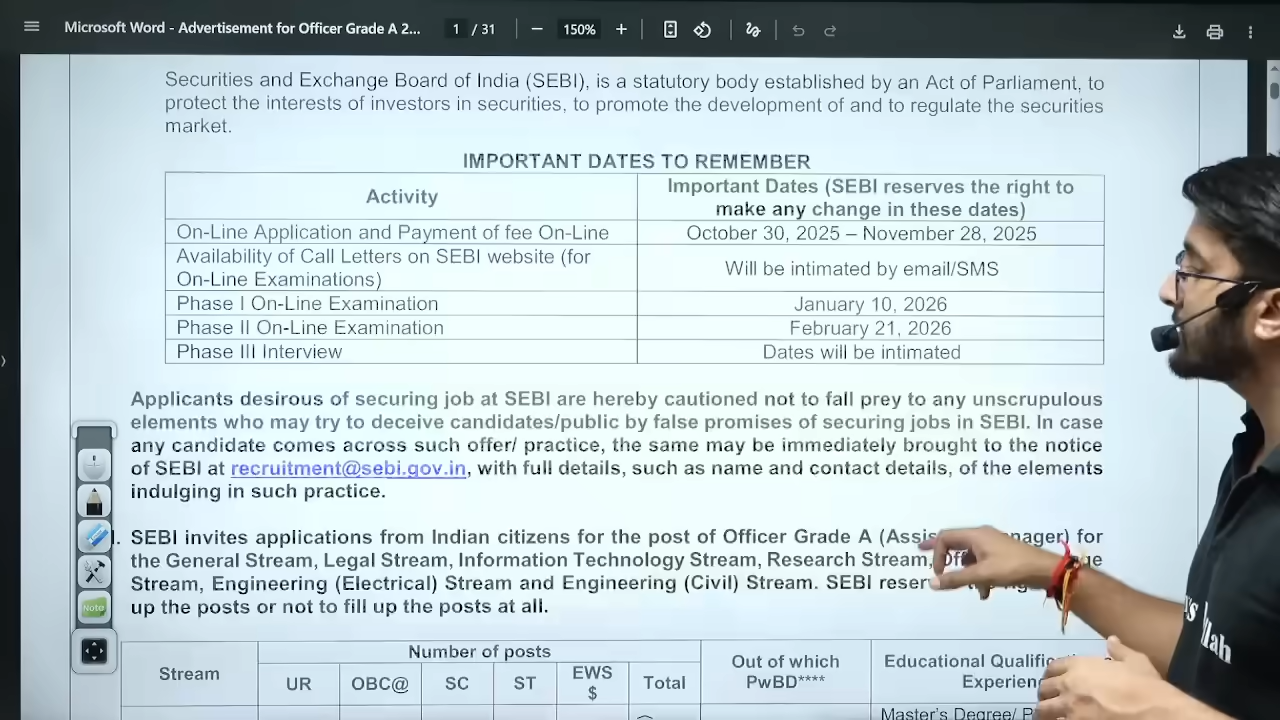 Microsoft Word - Advertisement for Officer Grade A 2...
1 / 31
150%
Securities and Exchange Board of India (SEBI), is a statutory body established by an Act of Parliament, to
protect the interests of investors in securities, to promote the development of and to regulate the securities
market.
IMPORTANT DATES TO REMEMBER
Activity
Important Dates (SEBI reserves the right to
make any change in these dates)
On-Line Application and Payment of fee On-Line
October 30, 2025 – November 28, 2025
Availability of Call Letters on SEBI website (for
On-Line Examinations)
Will be intimated by email/SMS
Phase I On-Line Examination
January 10, 2026
Phase II On-Line Examination
February 21, 2026
Phase III Interview
Dates will be intimated
Applicants desirous of securing job at SEBI are hereby cautioned not to fall prey to any unscrupulous
elements who may try to deceive candidates/public by false promises of securing jobs in SEBI. In case
any candidate comes across such offer/ practice, the same may be immediately brought to the notice
of SEBI at recruitment@sebi.gov.in, with full details, such as name and contact details, of the elements
indulging in such practice.
SEBI invites applications from Indian citizens for the post of Officer Grade A for
the General Stream, Legal Stream, Information Technology Stream, Research Stream,
Stream, Engineering (Electrical) Stream and Engineering (Civil) Stream. SEBI
up the posts or not to fill up the posts at all.
Note
Stream
Number of posts
UR
OBC@
SC
ST
EWS
$
Total
Out of which
PwBD****
Educational
Master's Degree/